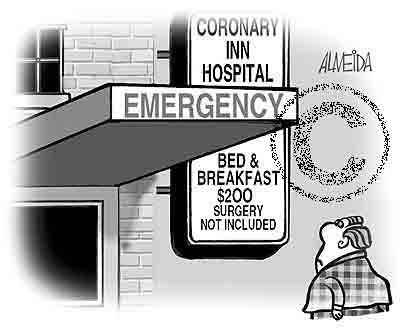 CORONARY
INN
HOSPITAL
ALMEIDA
EMERGENCY
BED &
BREAKFAST
$200
SURGERY
NOT INCLUDED
©